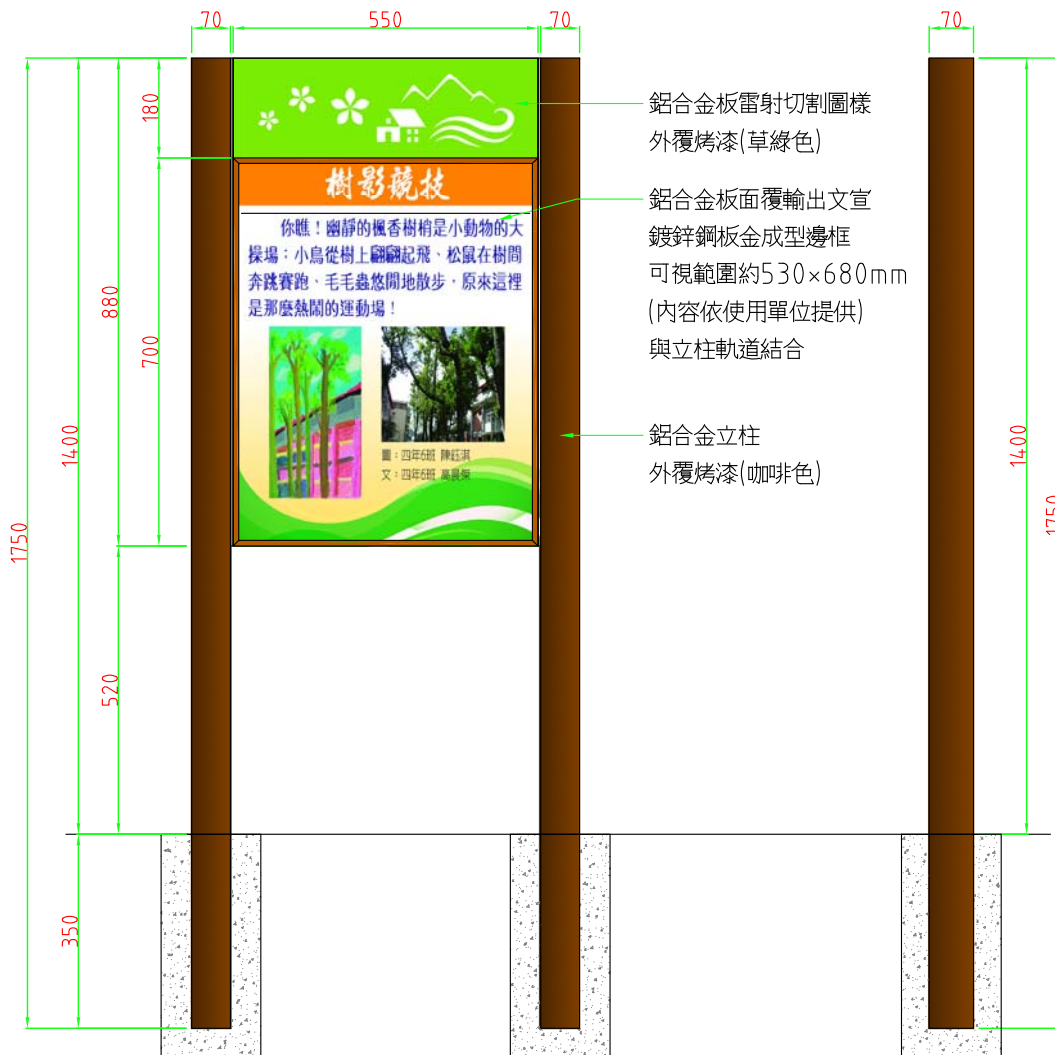 70
550
70
70
180
880
700
1400
1750
520
350
1400
1750
鋁合金板雷射切割圖樣
外覆烤漆(草綠色)
鋁合金板面覆輸出文宣
鍍鋅鋼板金成型邊框
可視範圍約530×680mm
(內容依使用單位提供)
與立柱軌道結合
鋁合金立柱
外覆烤漆(咖啡色)
樹影競技
你瞧！幽靜的楓香樹梢是小動物的大
操場：小鳥從樹上翩翩起飛、松鼠在樹間
奔跳賽跑、毛毛蟲悠閒地散步，原來這裡
是那麼熱鬧的運動場！
圖：四年6班 陳鈺淇
文：四年6班 高晨